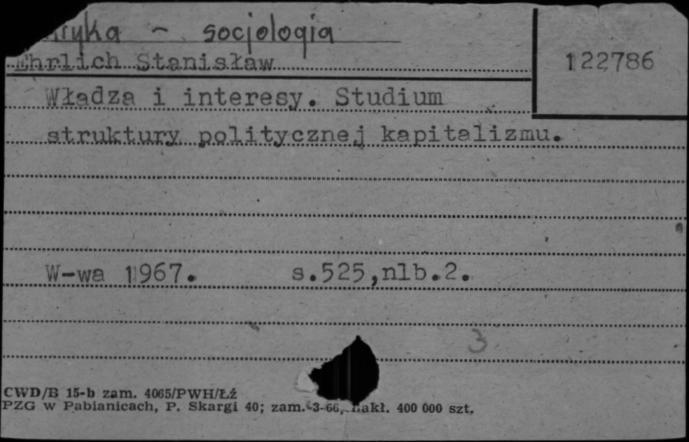 socjologia
Ehrlich Stanisław
122786
Władza i interesy. Studium
struktury politycznej kapitalizmu.
W-wa 1967. s.525,nlb.2.
3
CWD/B 15-b zam. 4065/PWH/Łź
PZG w Pabianicach, P. Skargi 40; zam. 3-66, nakł. 400 000 szt.